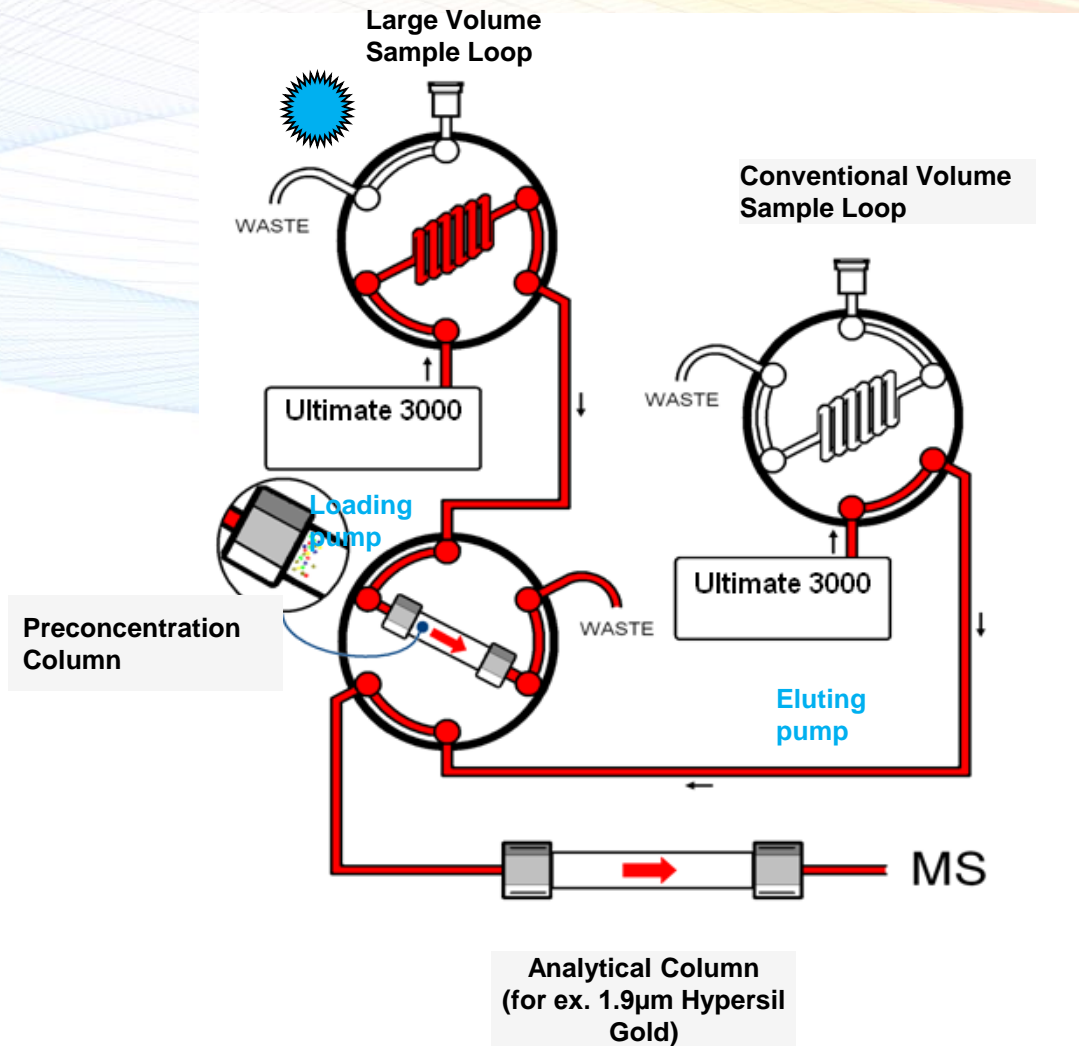 Large Volume
Sample Loop
WASTE
Conventional Volume
Sample Loop
WASTE
Ultimate 3000
Loading
pump
Ultimate 3000
WASTE
Preconcentration
Column
Eluting
pump
MS
Analytical Column
(for ex. 1.9µm Hypersil
Gold)